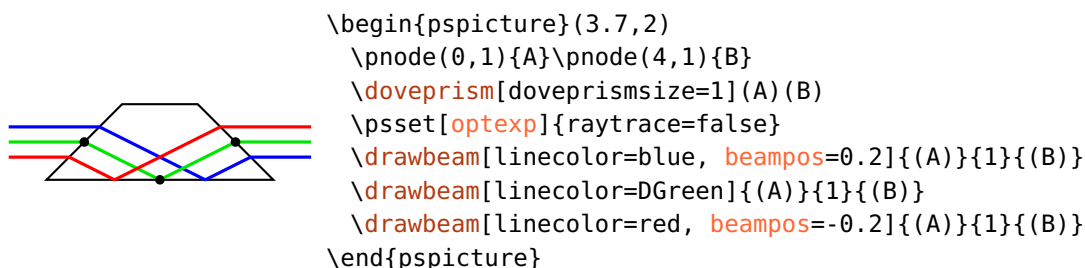 \begin{pspicture}(3.7,2)
\pnode(0,1){A}\pnode(4,1){B}
\doveprism[doveprismsize=1](A)(B)
\psset[optexp]{raytrace=false}
\drawbeam[linecolor=blue, beampos=0.2]{(A)}{1}{(B)}
\drawbeam[linecolor=DGreen]{(A)}{1}{(B)}
\drawbeam[linecolor=red, beampos=-0.2]{(A)}{1}{(B)}
\end{pspicture}